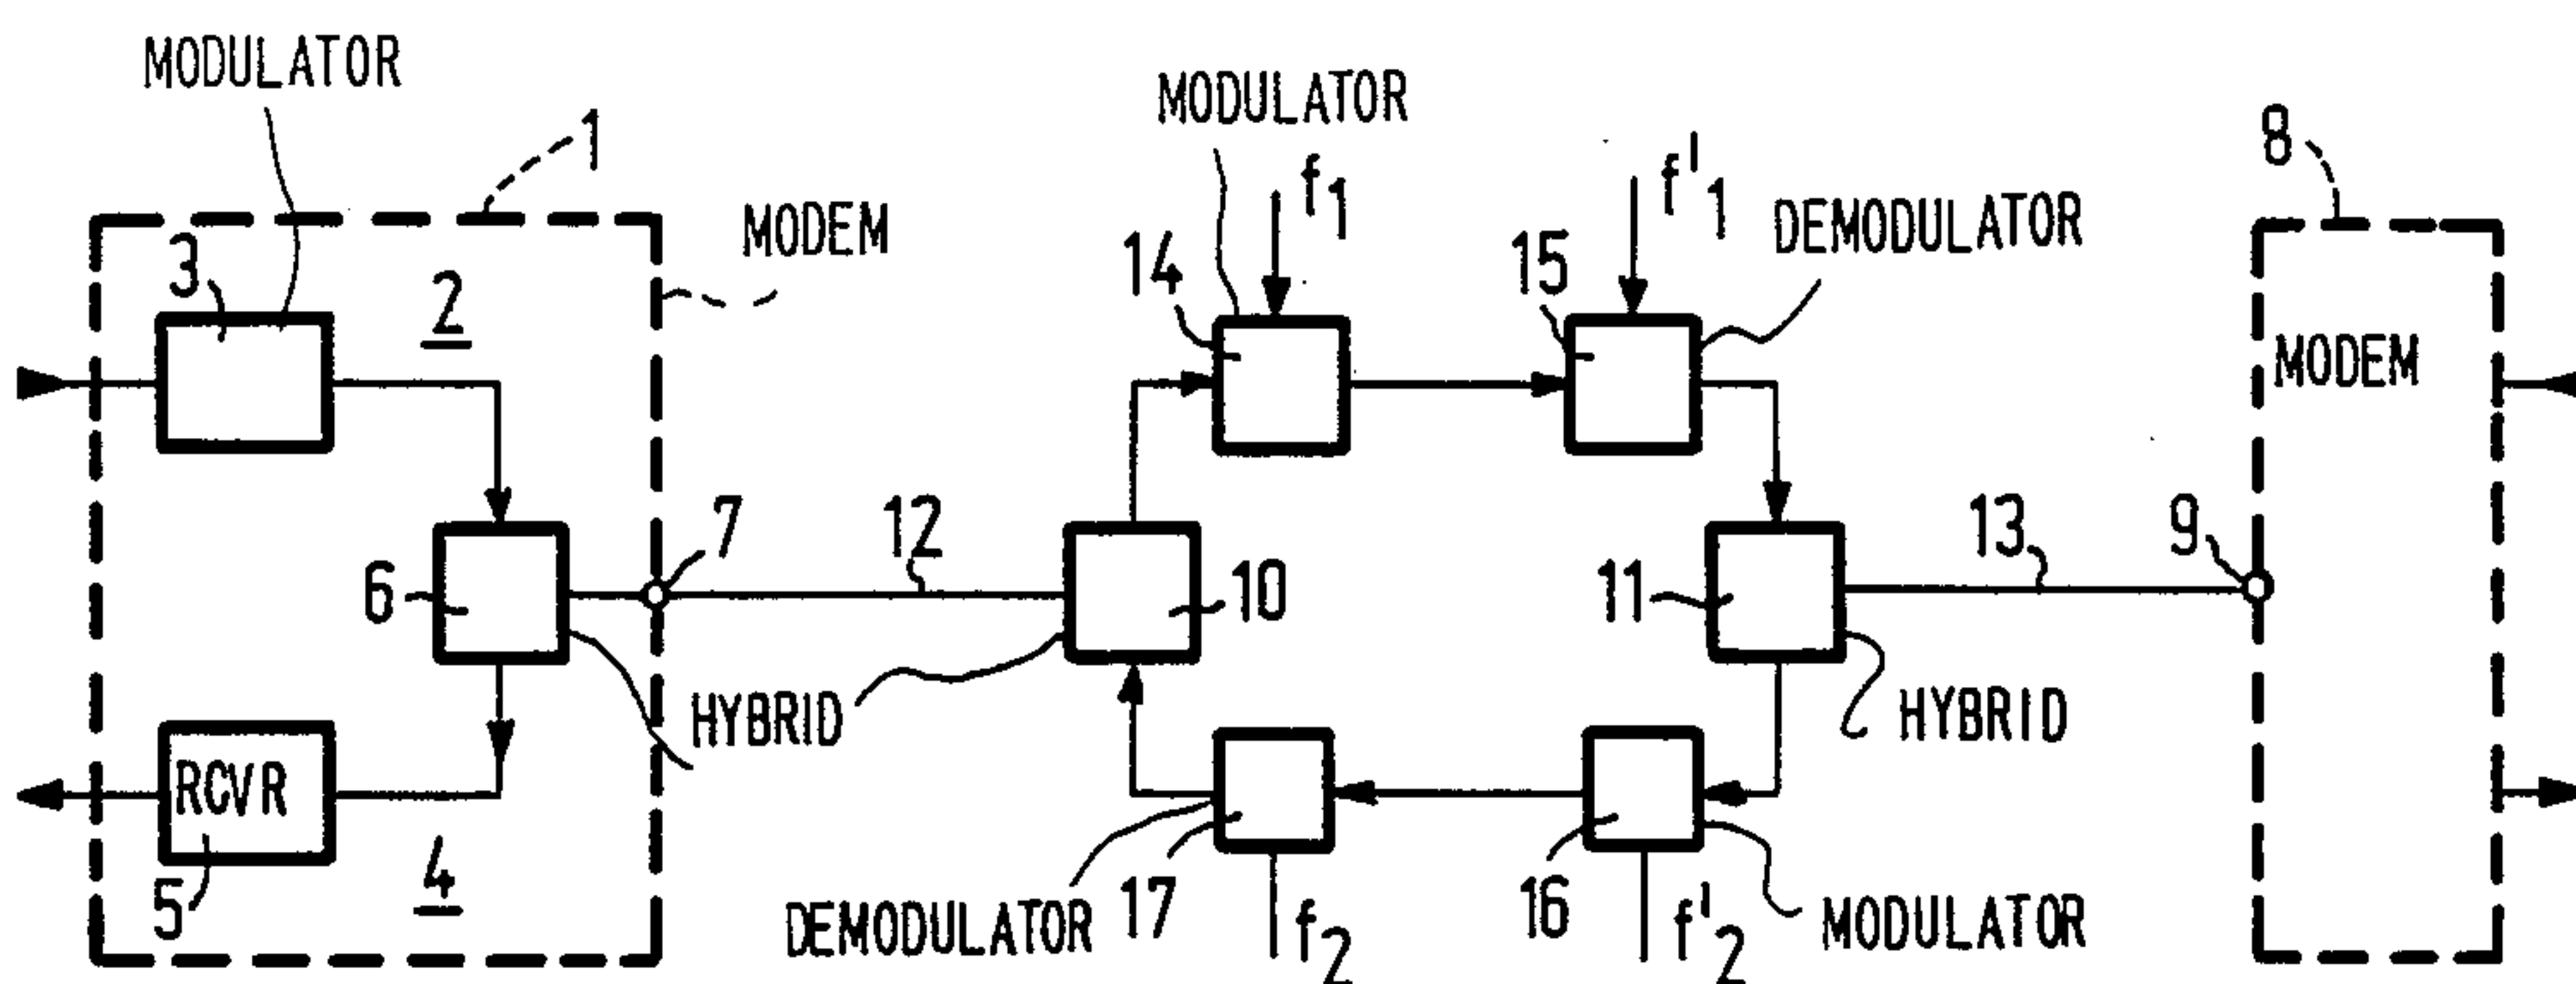 MODULATOR
1
MODULATOR
8
f1
f'1
MODEM
DEMODULATOR
3
2
14
15
MODEM
7
12
13
9
6
10
11
HYBRID
HYBRID
RCVR
5
4
DEMODULATOR
17
f2
16
f'2
MODULATOR